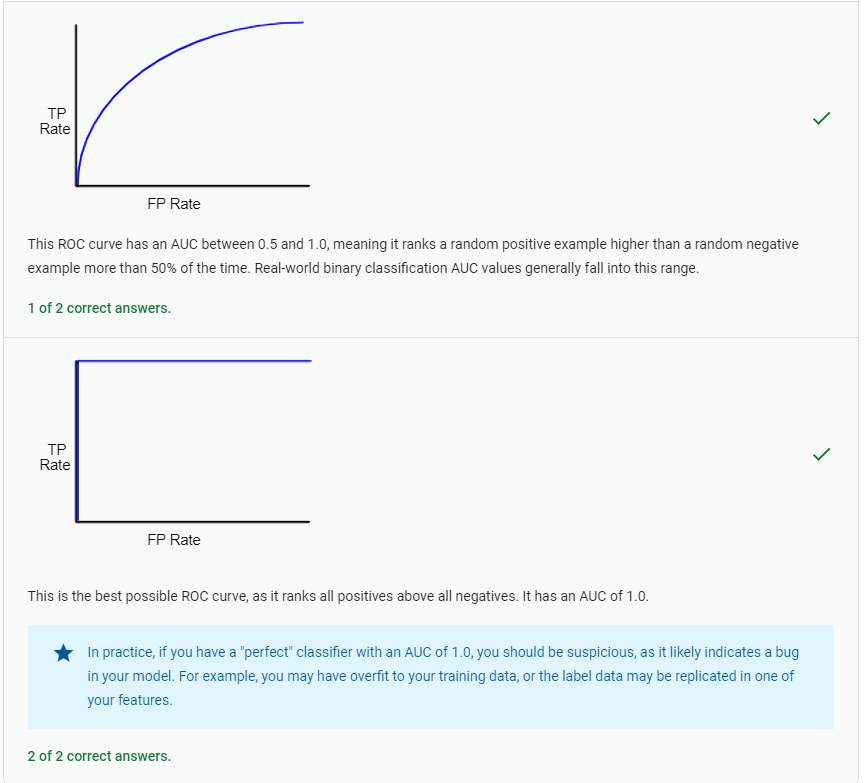 TP
Rate
FP Rate
This ROC curve has an AUC between 0.5 and 1.0, meaning it ranks a random positive example higher than a random negative
example more than 50% of the time. Real-world binary classification AUC values generally fall into this range.
1 of 2 correct answers.
TP
Rate
FP Rate
This is the best possible ROC curve, as it ranks all positives above all negatives. It has an AUC of 1.0.
In practice, if you have a "perfect" classifier with an AUC of 1.0, you should be suspicious, as it likely indicates a bug
in your model. For example, you may have overfit to your training data, or the label data may be replicated in one of
your features.
2 of 2 correct answers.